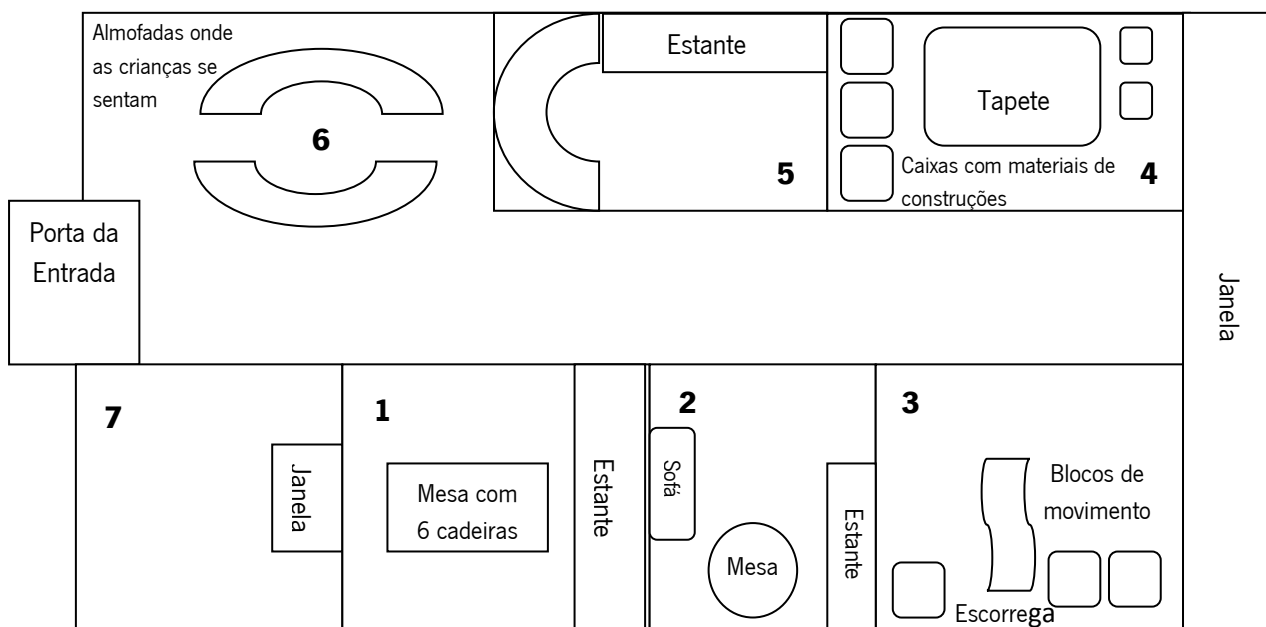 Almofadas onde
as crianças se
sentam
6
Estante
5
Tapete
Caixas com materiais de
construções
4
Porta da
Entrada
Janela
7
Janela
1
Mesa com
6 cadeiras
Estante
2
Sofá
Mesa
Estante
3
Blocos de
movimento
Escorrega